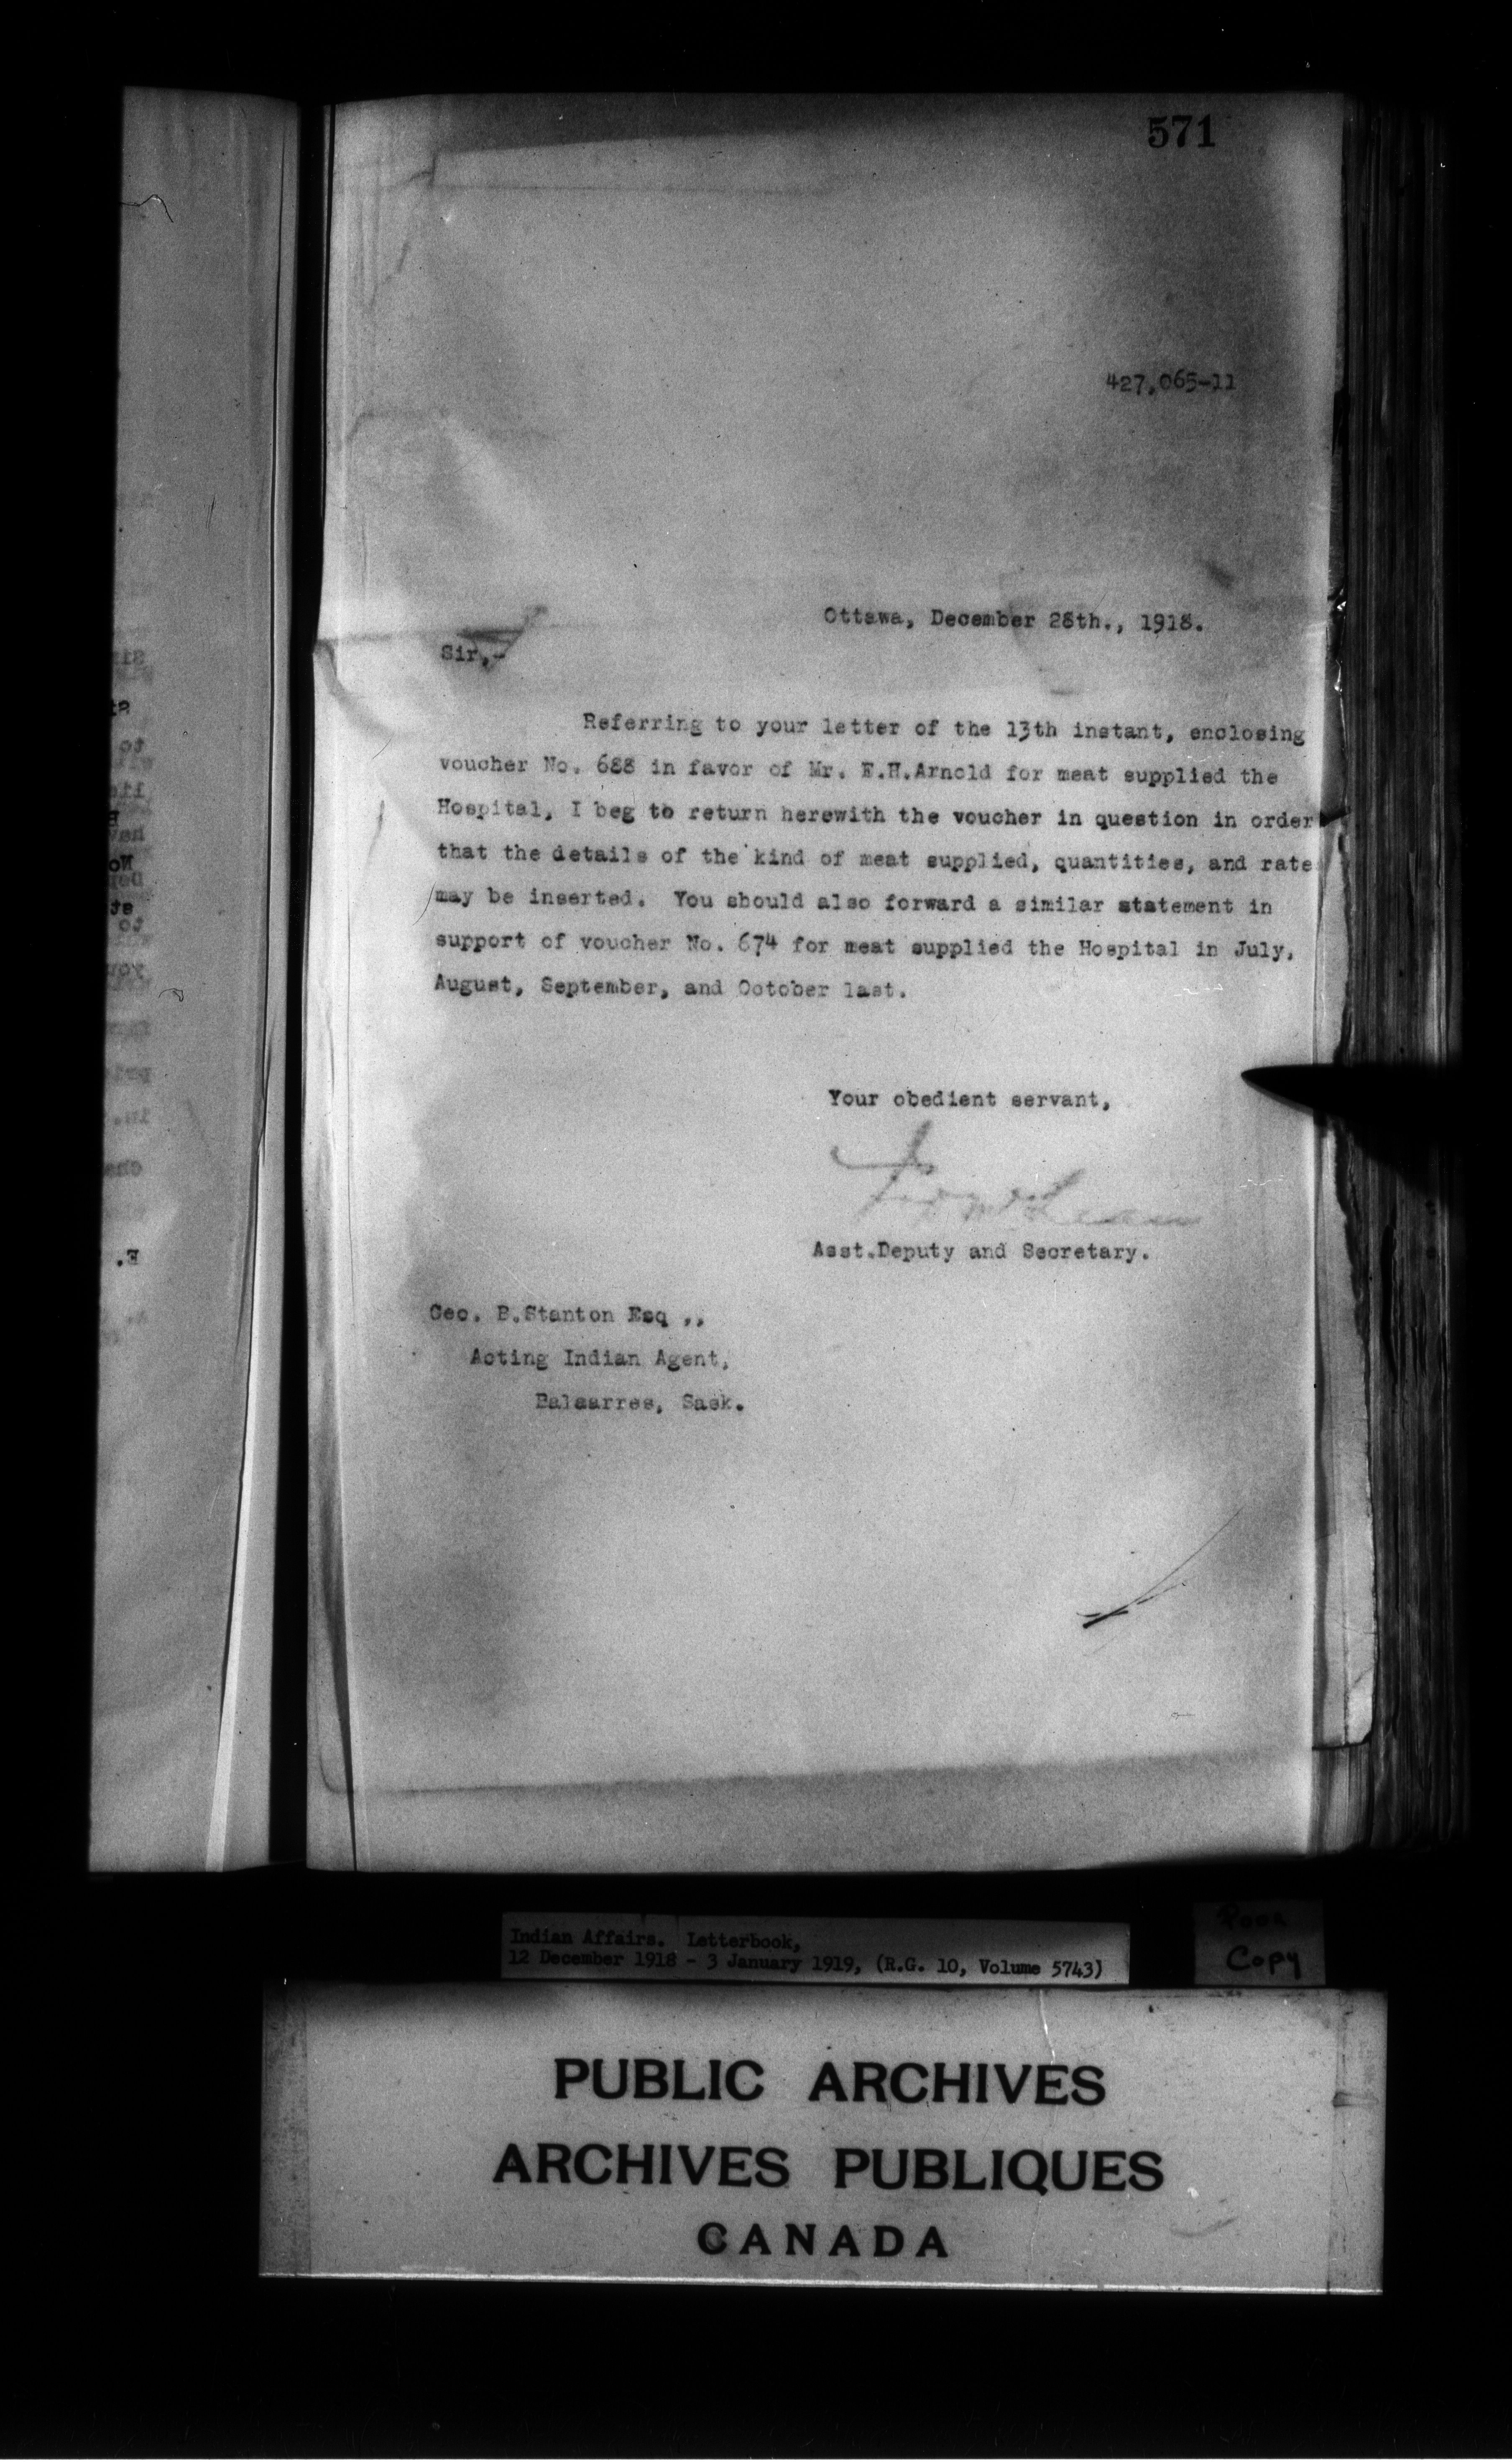 571
427,065-11
Ottawa, December 28th., 1918.
Sir,-
Referring to your letter of the 13th instant, enclosing
voucher No. 688 in favor of Mr. E.H.Arnold for meat supplied the
Hospital, I beg to return herewith the voucher in question in order
that the details of the kind of meat supplied, quantities, and rate
may be inserted. You should also forward a similar statement in
support of voucher No. 674 for meat supplied the Hospital in July,
August, September, and October last.
Your obedient servant,
Asst.Deputy and Secretary.
Geo. B.Stanton Esq.,,
Acting Indian Agent,
Balcarres, Sask.
Indian Affairs. Letterbook,
12 December 1918 - 3 January 1919, (R.G. 10, Volume 5743)
Poor
Copy
PUBLIC ARCHIVES
ARCHIVES PUBLIQUES
CANADA